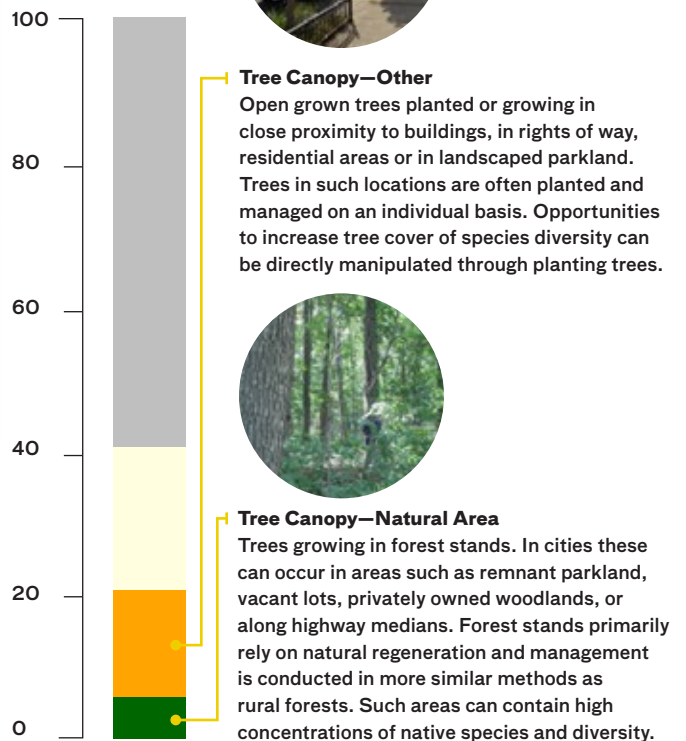 100
80
60
40
20
0
Tree Canopy—Other
Open grown trees planted or growing in
close proximity to buildings, in rights of way,
residential areas or in landscaped parkland.
Trees in such locations are often planted and
managed on an individual basis. Opportunities
to increase tree cover of species diversity can
be directly manipulated through planting trees.
Tree Canopy—Natural Area
Trees growing in forest stands. In cities these
can occur in areas such as remnant parkland,
vacant lots, privately owned woodlands, or
along highway medians. Forest stands primarily
rely on natural regeneration and management
is conducted in more similar methods as
rural forests. Such areas can contain high
concentrations of native species and diversity.